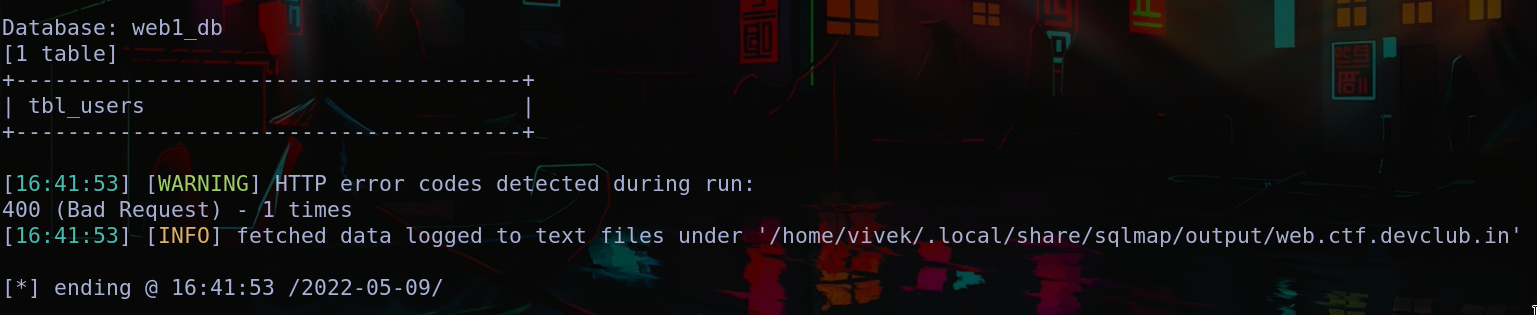 Database: web1_db
[1 table]
+---------------------------------------+
| tbl_users                             |
+---------------------------------------+
[16:41:53] [WARNING] HTTP error codes detected during run:
400 (Bad Request) - 1 times
[16:41:53] [INFO] fetched data logged to text files under '/home/vivek/.local/share/sqlmap/output/web.ctf.devclub.in'
[*] ending @ 16:41:53 /2022-05-09/